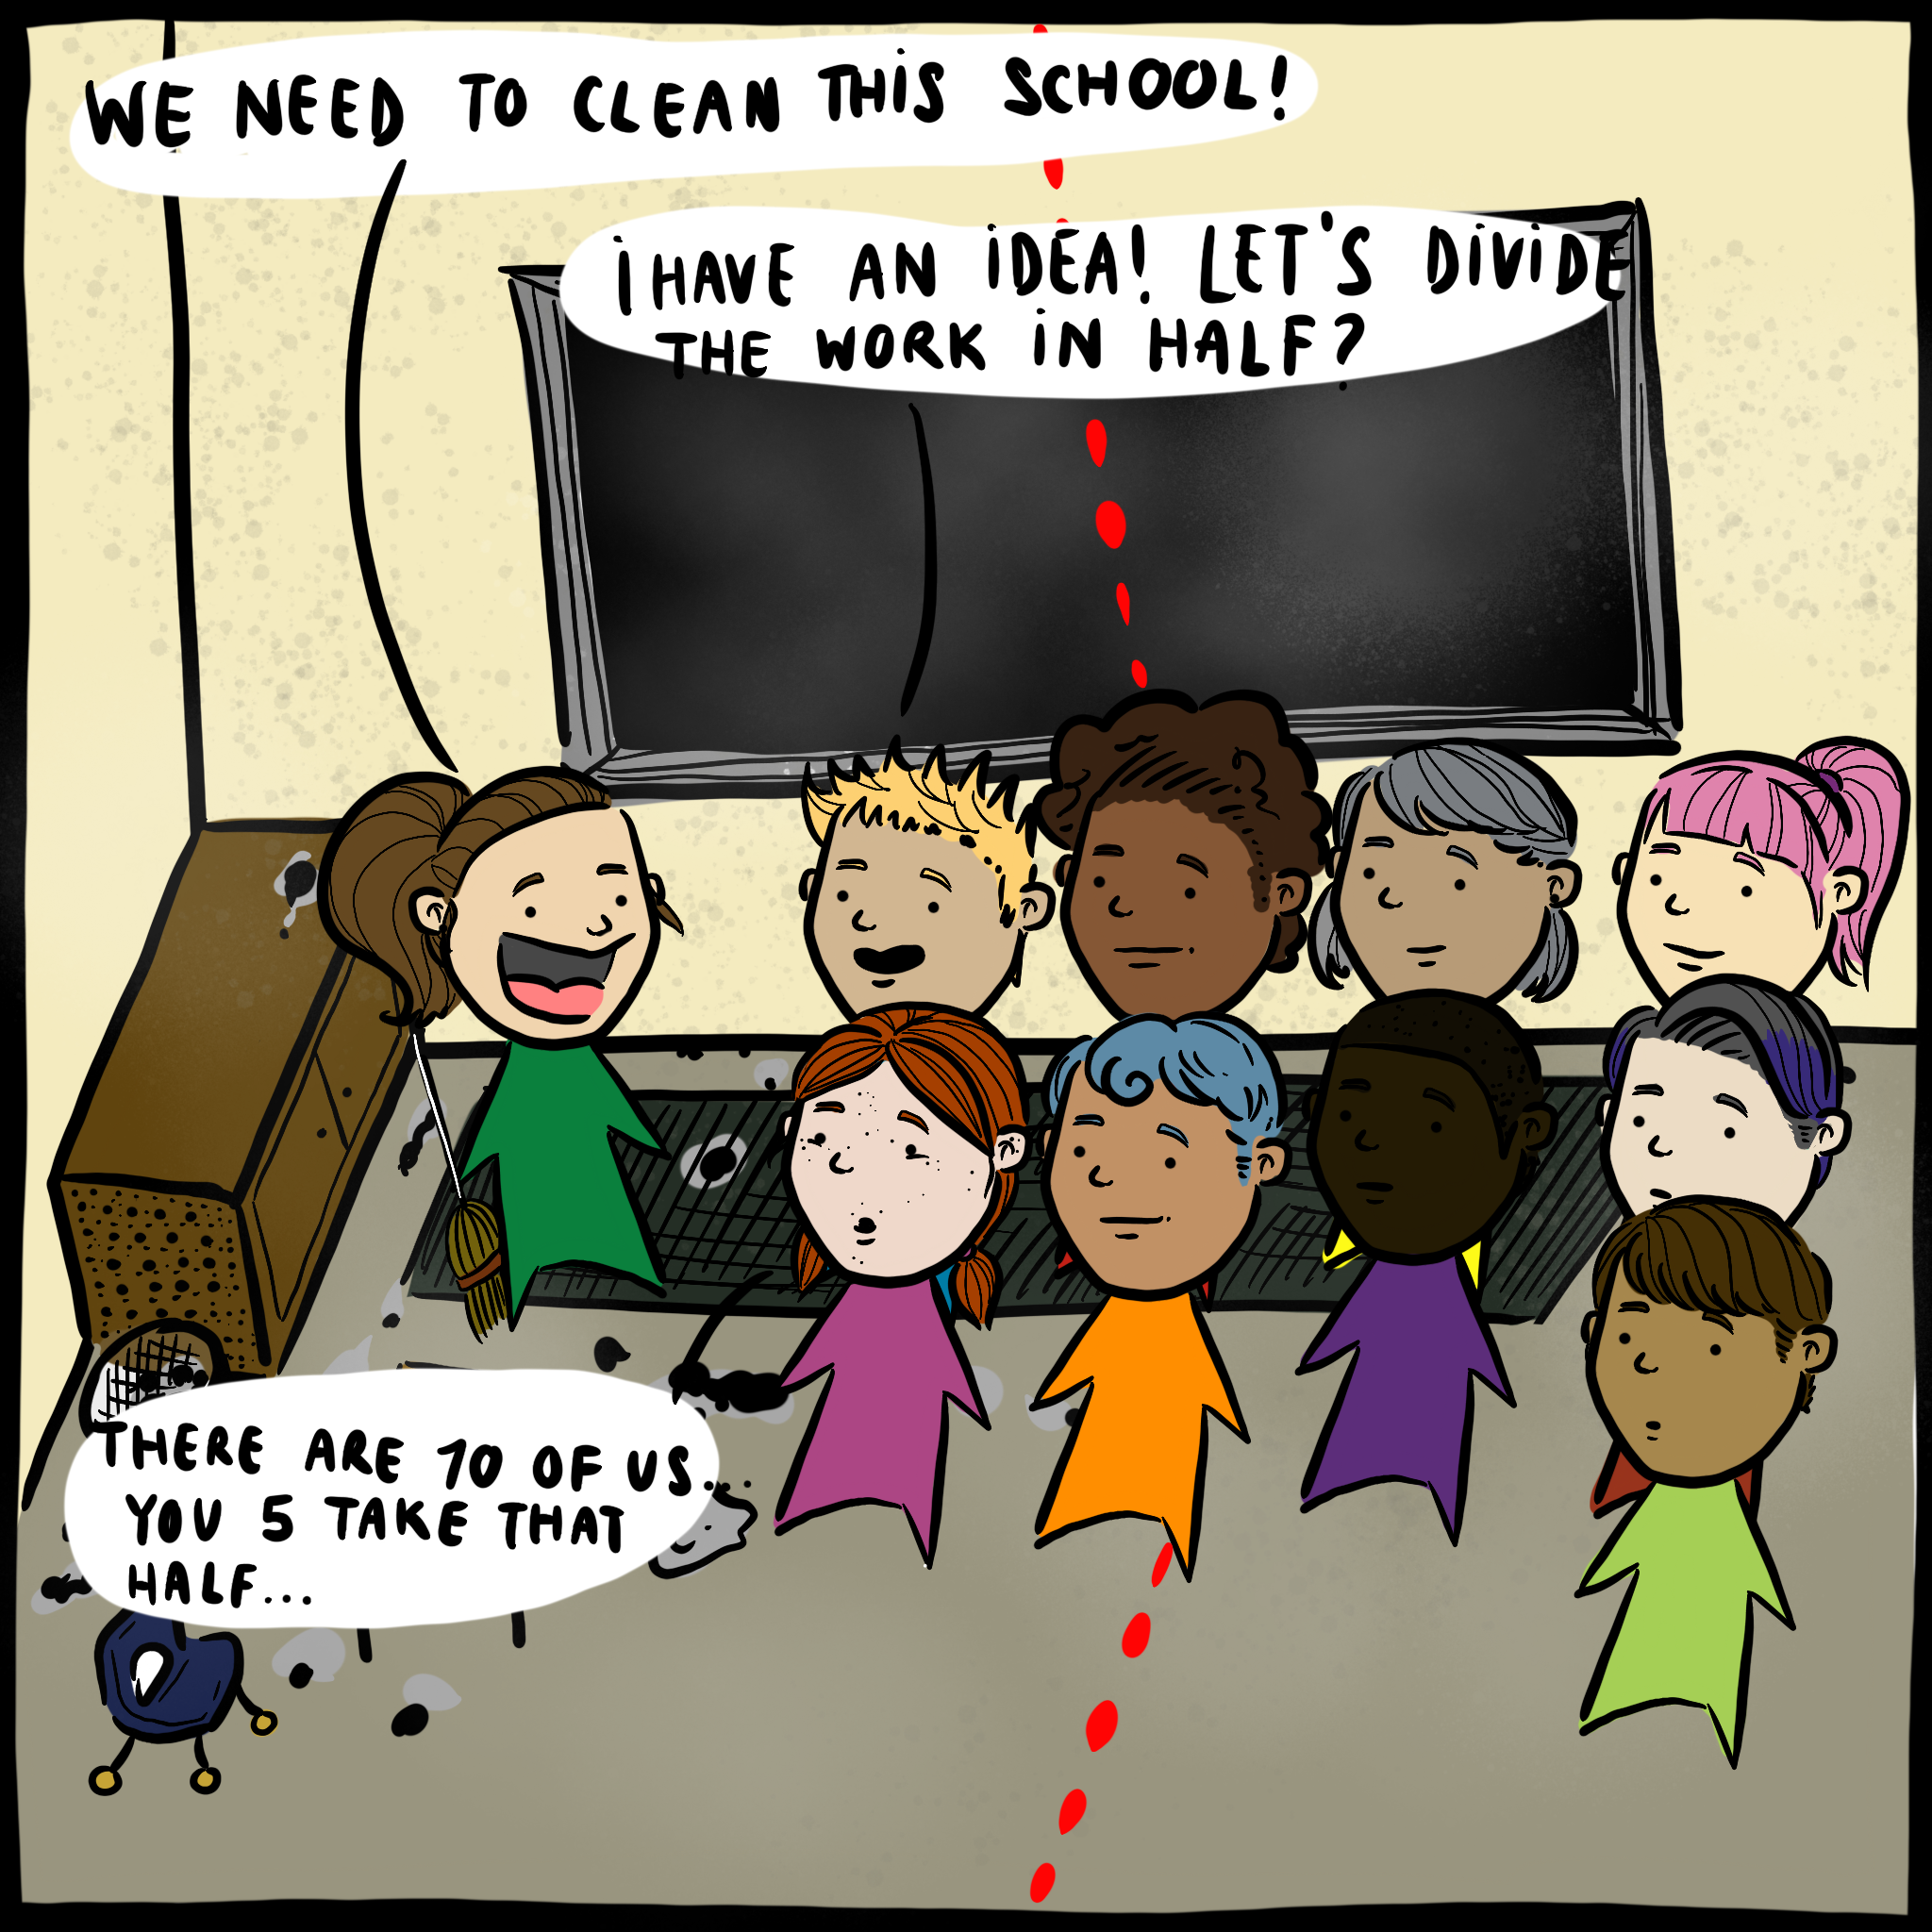 WE NEED TO CLEAN THIS SCHOOL!
I HAVE AN IDEA! LET'S DIVIDE
THE WORK IN HALF?
THERE ARE 10 OF US...
YOU 5 TAKE THAT
HALF...